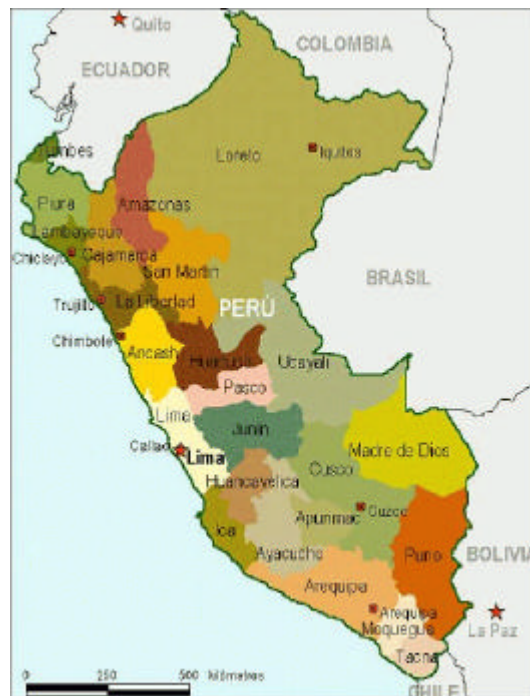 Quito
COLOMBIA
ECUADOR
Tumbes
Loreto
Iquitos
Piura
Amazonas
Lambayeque
Chiclayo
Cajamarca
San Martín
BRASIL
Trujillo
La Libertad
PERÚ
Chimbote
Ancash
Huánuco
Ucayali
Pasco
Lima
Junín
Callao
Lima
Madre de Dios
Cusco
Huancavelica
Ica
Apurímac
Cuzco
Ayacucho
Puno
BOLIVIA
Arequipa
Arequipa
La Paz
Moquegua
Tacna
CHILE
0 250 500 kilómetros